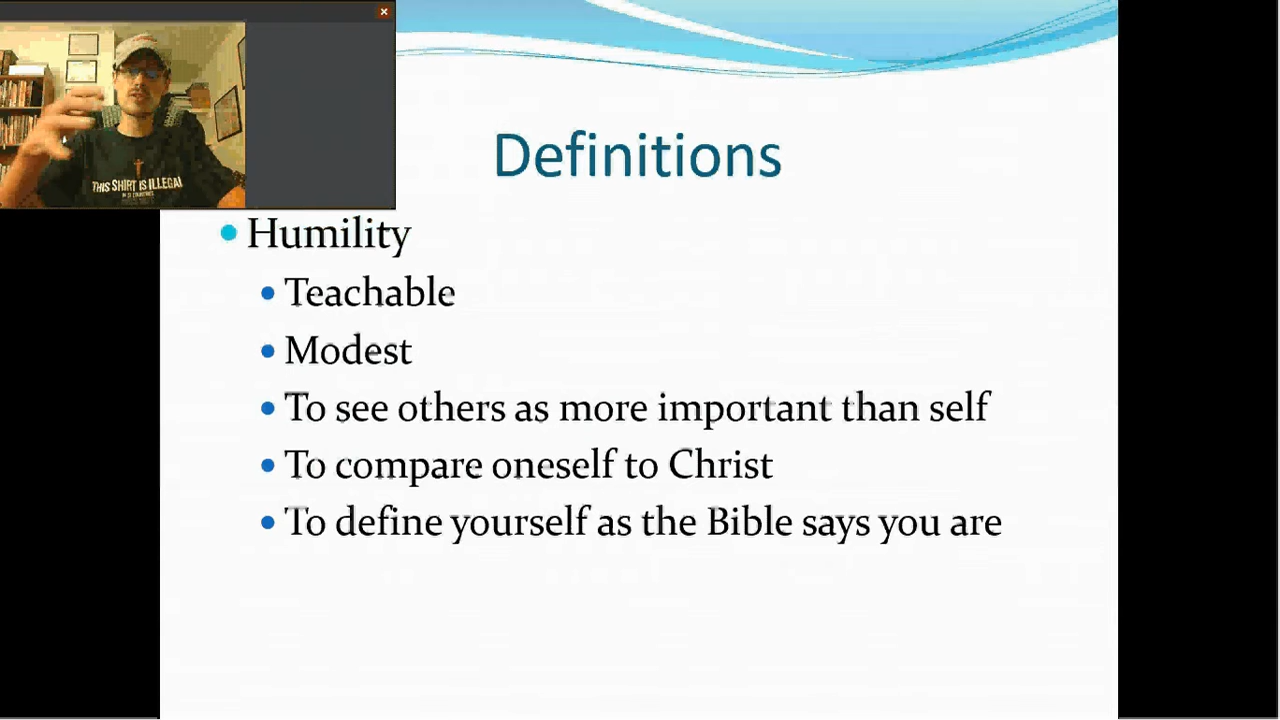 THIS SHIRT IS ILLEGAL
Definitions
Humility
Teachable
Modest
To see others as more important than self
To compare oneself to Christ
To define yourself as the Bible says you are